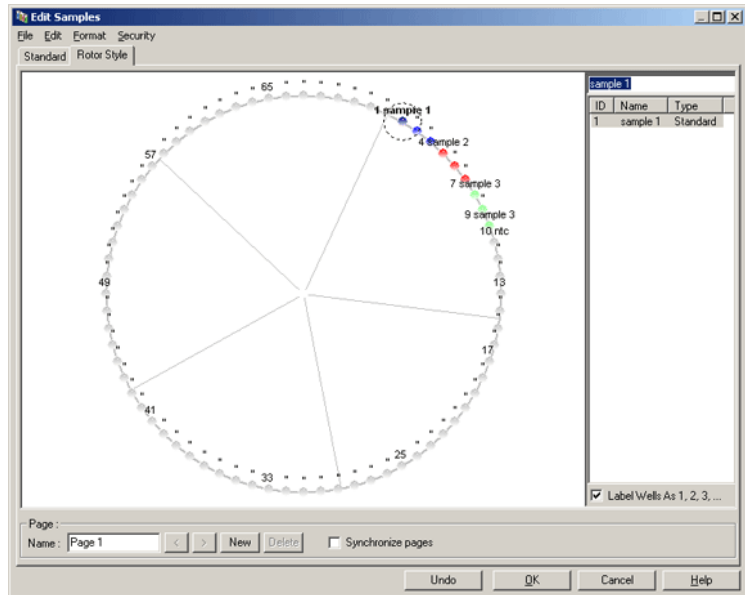 Edit Samples
File Edit Format Security
Standard Rotor Style
65
1 sample 1
4 sample 2
57
7 sample 3
9 sample 3
10 ntc
49
13
17
41
25
33
sample 1
ID Name Type
1 sample 1 Standard
Label Wells As 1, 2, 3, ...
Page :
Name : Page 1 < > New Delete Synchronize pages
Undo OK Cancel Help